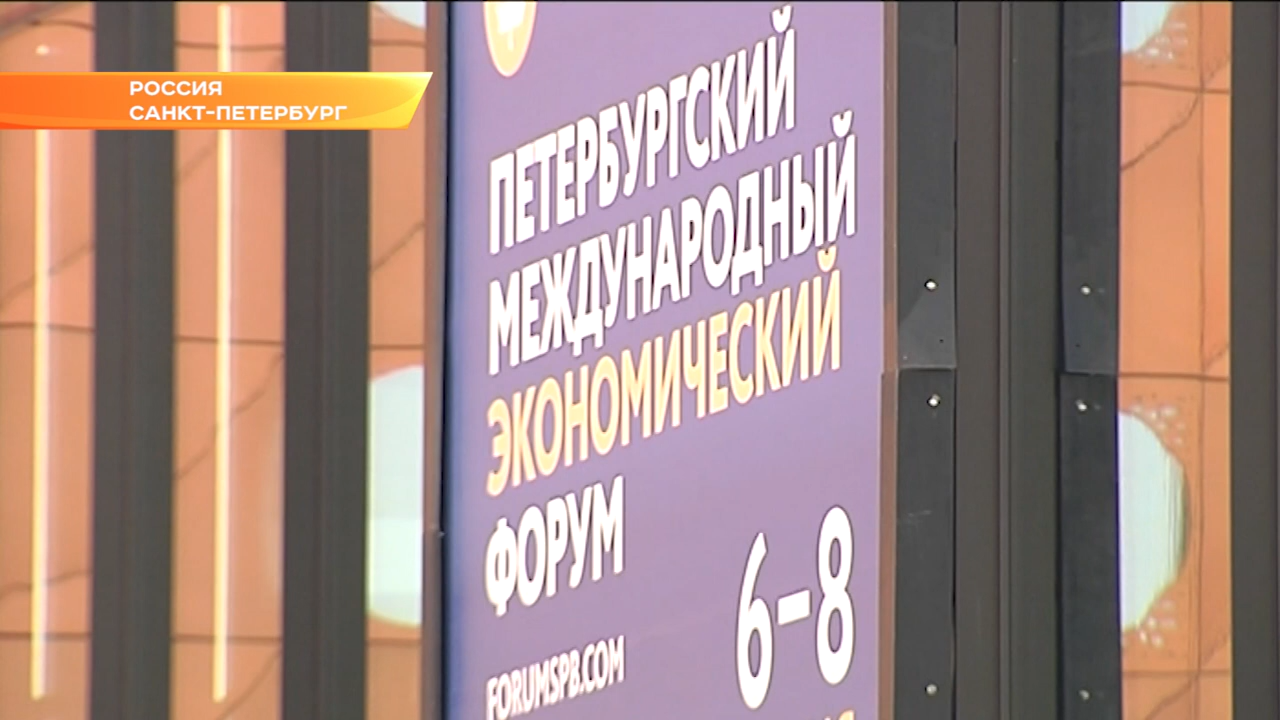 РОССИЯ
САНКТ-ПЕТЕРБУРГ
ПЕТЕРБУРГСКИЙ
МЕЖДУНАРОДНЫЙ
ЭКОНОМИЧЕСКИЙ
ФОРУМ
6–8
FORUMSPB.COM